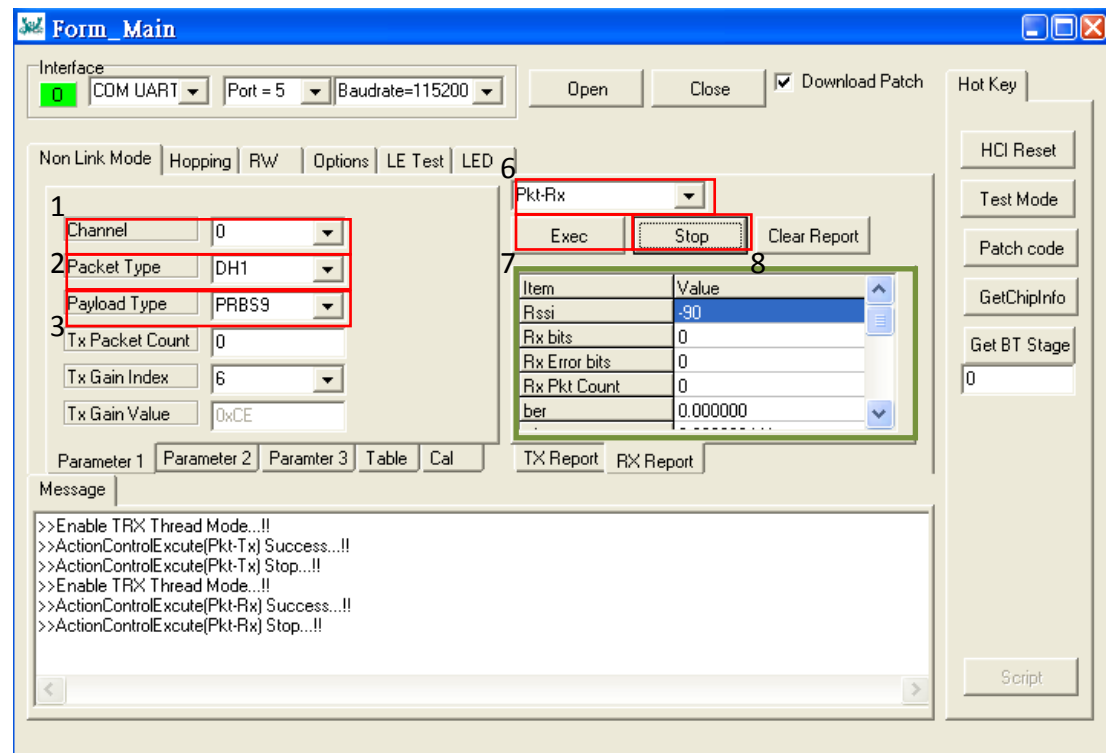 Form_Main
Interface
0 COM UART Port = 5 Baudrate=115200 Open Close Download Patch
Hot Key
Non Link Mode Hopping RW Options LE Test LED
6
Pkt-Rx
Exec Stop Clear Report
7 8
1
Channel 0
2
Packet Type DH1
Payload Type PRBS9
3
Tx Packet Count 0
Tx Gain Index 6
Tx Gain Value 0xCE
Item Value
Rssi -90
Rx bits 0
Rx Error bits 0
Rx Pkt Count 0
ber 0.000000
Parameter 1 Parameter 2 Paramter 3 Table Cal
TX Report RX Report
HCI Reset
Test Mode
Patch code
GetChipInfo
Get BT Stage
0
Script
Message
>>Enable TRX Thread Mode...!!
>>ActionControlExcute(Pkt-Tx) Success...!!
>>ActionControlExcute(Pkt-Tx) Stop...!!
>>Enable TRX Thread Mode...!!
>>ActionControlExcute(Pkt-Rx) Success...!!
>>ActionControlExcute(Pkt-Rx) Stop...!!